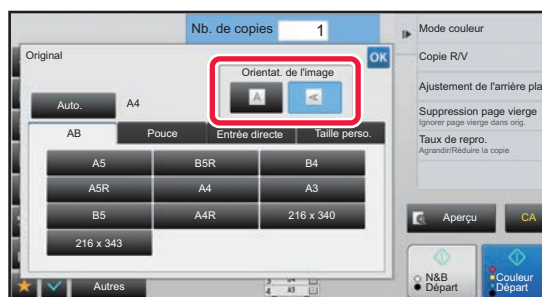 Nb. de copies 1
Original
OK
Orientat. de l'image
A A
Auto. A4
AB Pouce Entrée directe Taille perso.
A5 B5R B4
A5R A4 A3
B5 A4R 216 x 340
216 x 343
Autres
Mode couleur
Copie R/V
Ajustement de l'arrière pla
Suppression page vierge
Ignorer page vierge dans orig.
Taux de repro.
Agrandir/Réduire la copie
Aperçu CA
N&B
Départ
Couleur
Départ